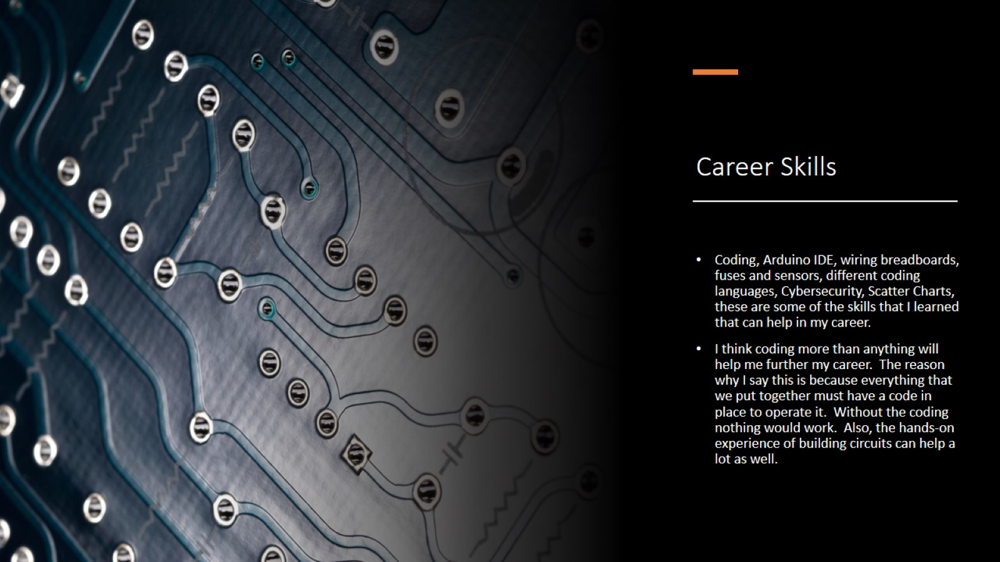 Career Skills
• Coding, Arduino IDE, wiring breadboards,
fuses and sensors, different coding
languages, Cybersecurity, Scatter Charts,
these are some of the skills that I learned
that can help in my career.
• I think coding more than anything will
help me further my career.  The reason
why I say this is because everything that
we put together must have a code in
place to operate it.  Without the coding
nothing would work.  Also, the hands-on
experience of building circuits can help a
lot as well.